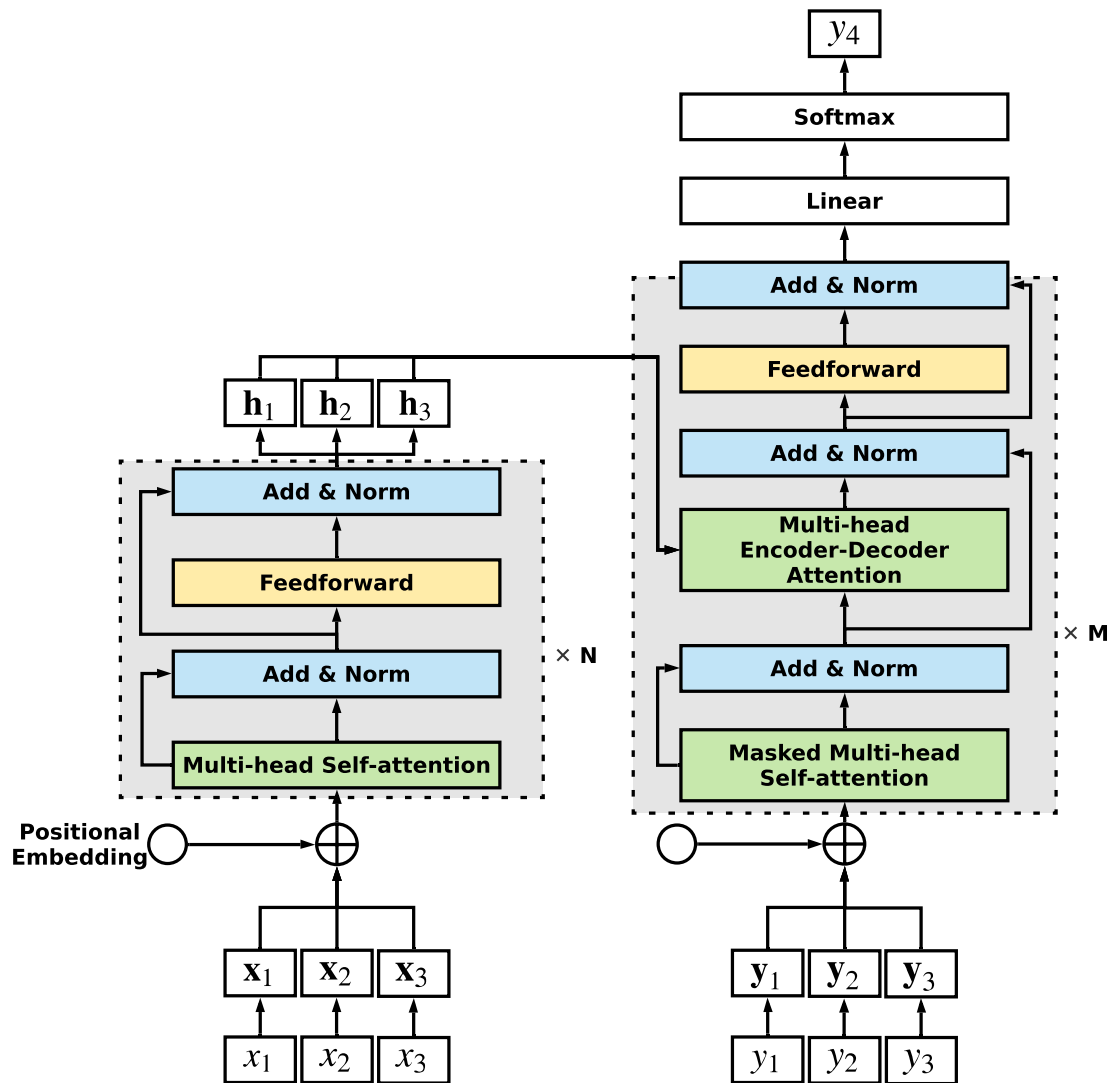 y4
Softmax
Linear
Add & Norm
Feedforward
Add & Norm
Multi-head
Encoder-Decoder
Attention
Add & Norm
Masked Multi-head
Self-attention
× M
h1 h2 h3
Add & Norm
Feedforward
Add & Norm
Multi-head Self-attention
× N
Positional
Embedding
x1 x2 x3
x1 x2 x3
y1 y2 y3
y1 y2 y3